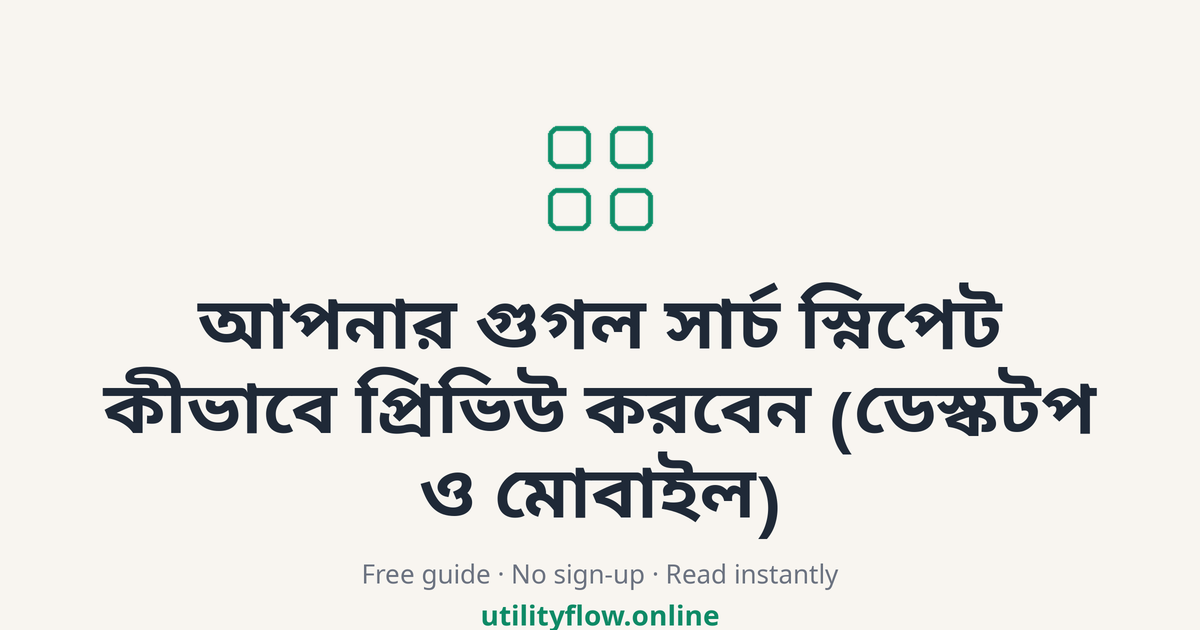 আপনার গুগল সার্চ স্নিপেট
কীভাবে প্রিভিউ করবেন (ডেস্কটপ
ও মোবাইল)
Free guide · No sign-up · Read instantly
utilityflow.online